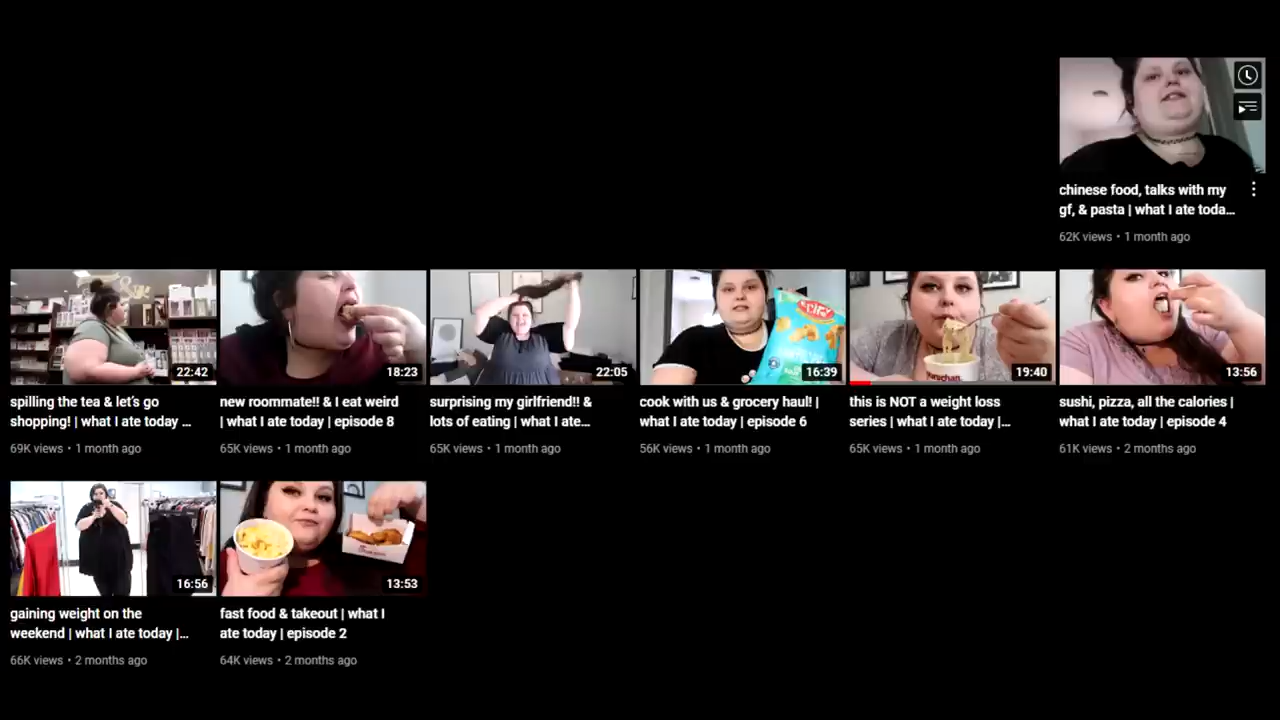 chinese food, talks with my
gf, & pasta | what I ate toda...
62K views • 1 month ago
22:42
18:23
22:05
16:39
Maruchan
19:40
13:56
spilling the tea & let's go
shopping! | what I ate today ...
69K views • 1 month ago
new roommate!! & I eat weird
| what I ate today | episode 8
65K views • 1 month ago
surprising my girlfriend!! &
lots of eating | what I ate...
65K views • 1 month ago
cook with us & grocery haul! |
what I ate today | episode 6
56K views • 1 month ago
this is NOT a weight loss
series | what I ate today |...
65K views • 1 month ago
sushi, pizza, all the calories |
what I ate today | episode 4
61K views • 2 months ago
16:56
13:53
gaining weight on the
weekend | what I ate today |...
66K views • 2 months ago
fast food & takeout | what I
ate today | episode 2
64K views • 2 months ago